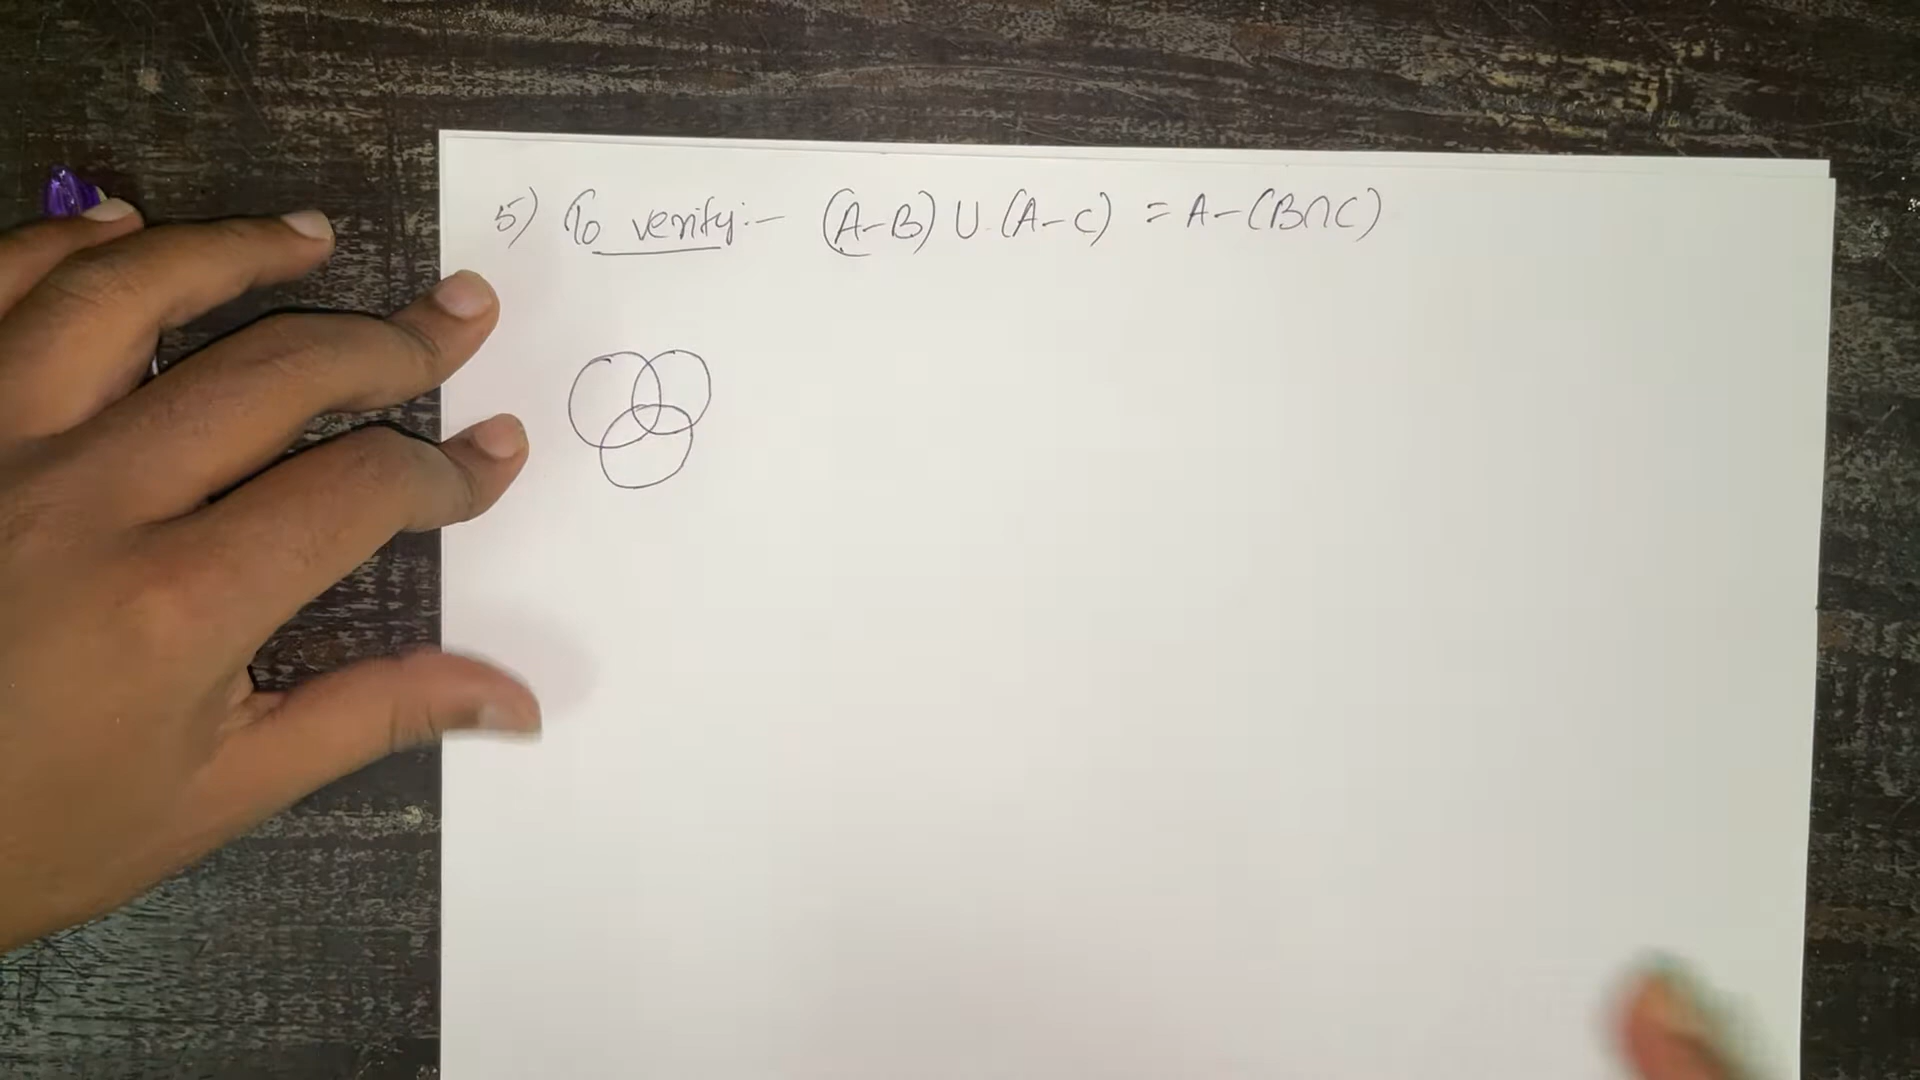 5) To verify:- (A-B) ∪ (A-C) = A-(B∩C)